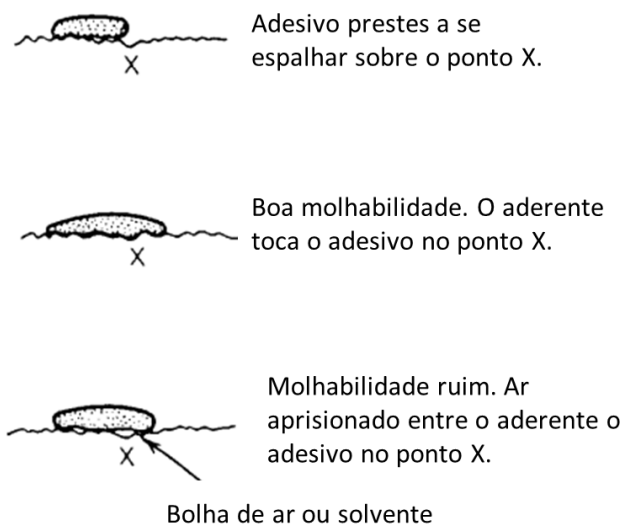 Adesivo prestes a se
espalhar sobre o ponto X.
X
Boa molhabilidade. O aderente
toca o adesivo no ponto X.
X
Molhabilidade ruim. Ar
aprisionado entre o aderente o
adesivo no ponto X.
X
Bolha de ar ou solvente